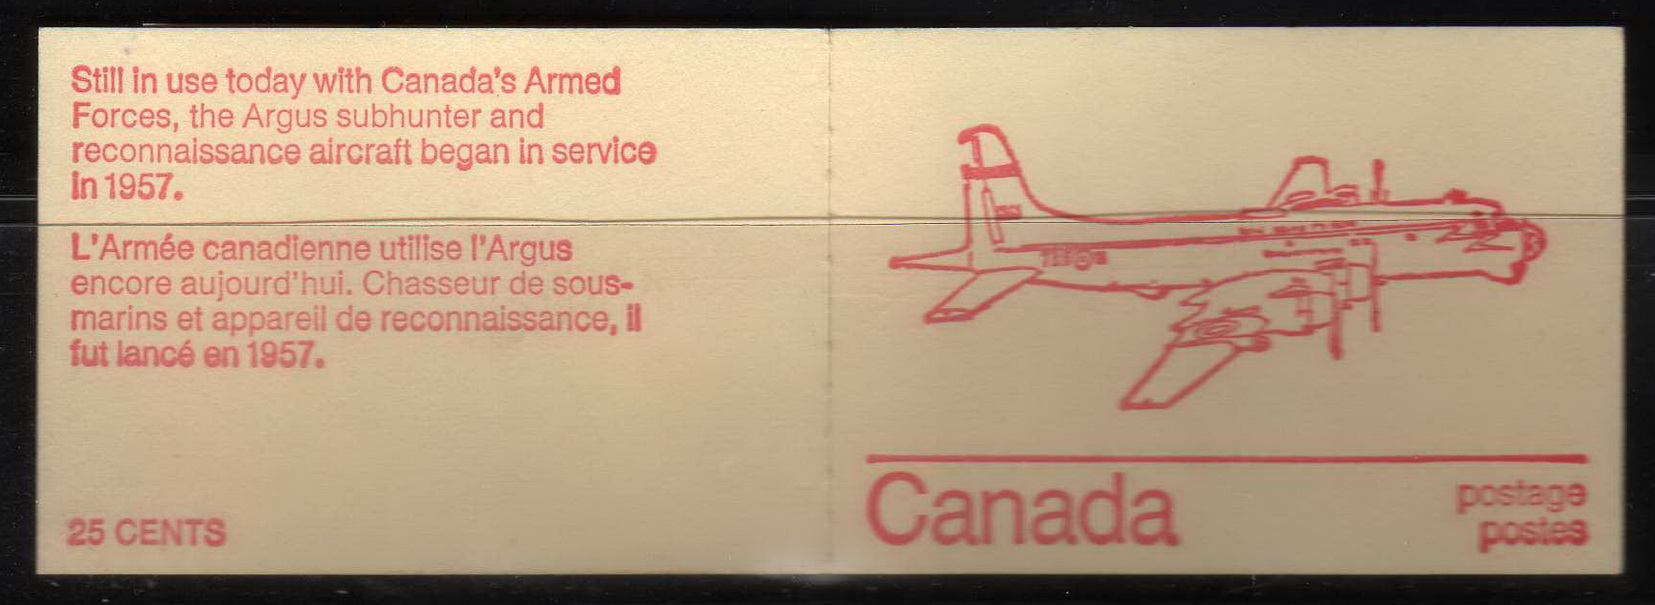 Still in use today with Canada's Armed
Forces, the Argus subhunter and
reconnaissance aircraft began in service
in 1957.
L'Armée canadienne utilise l'Argus
encore aujourd'hui. Chasseur de sous-
marins et appareil de reconnaissance, il
fut lancé en 1957.
25 CENTS
Canada
postage
postes